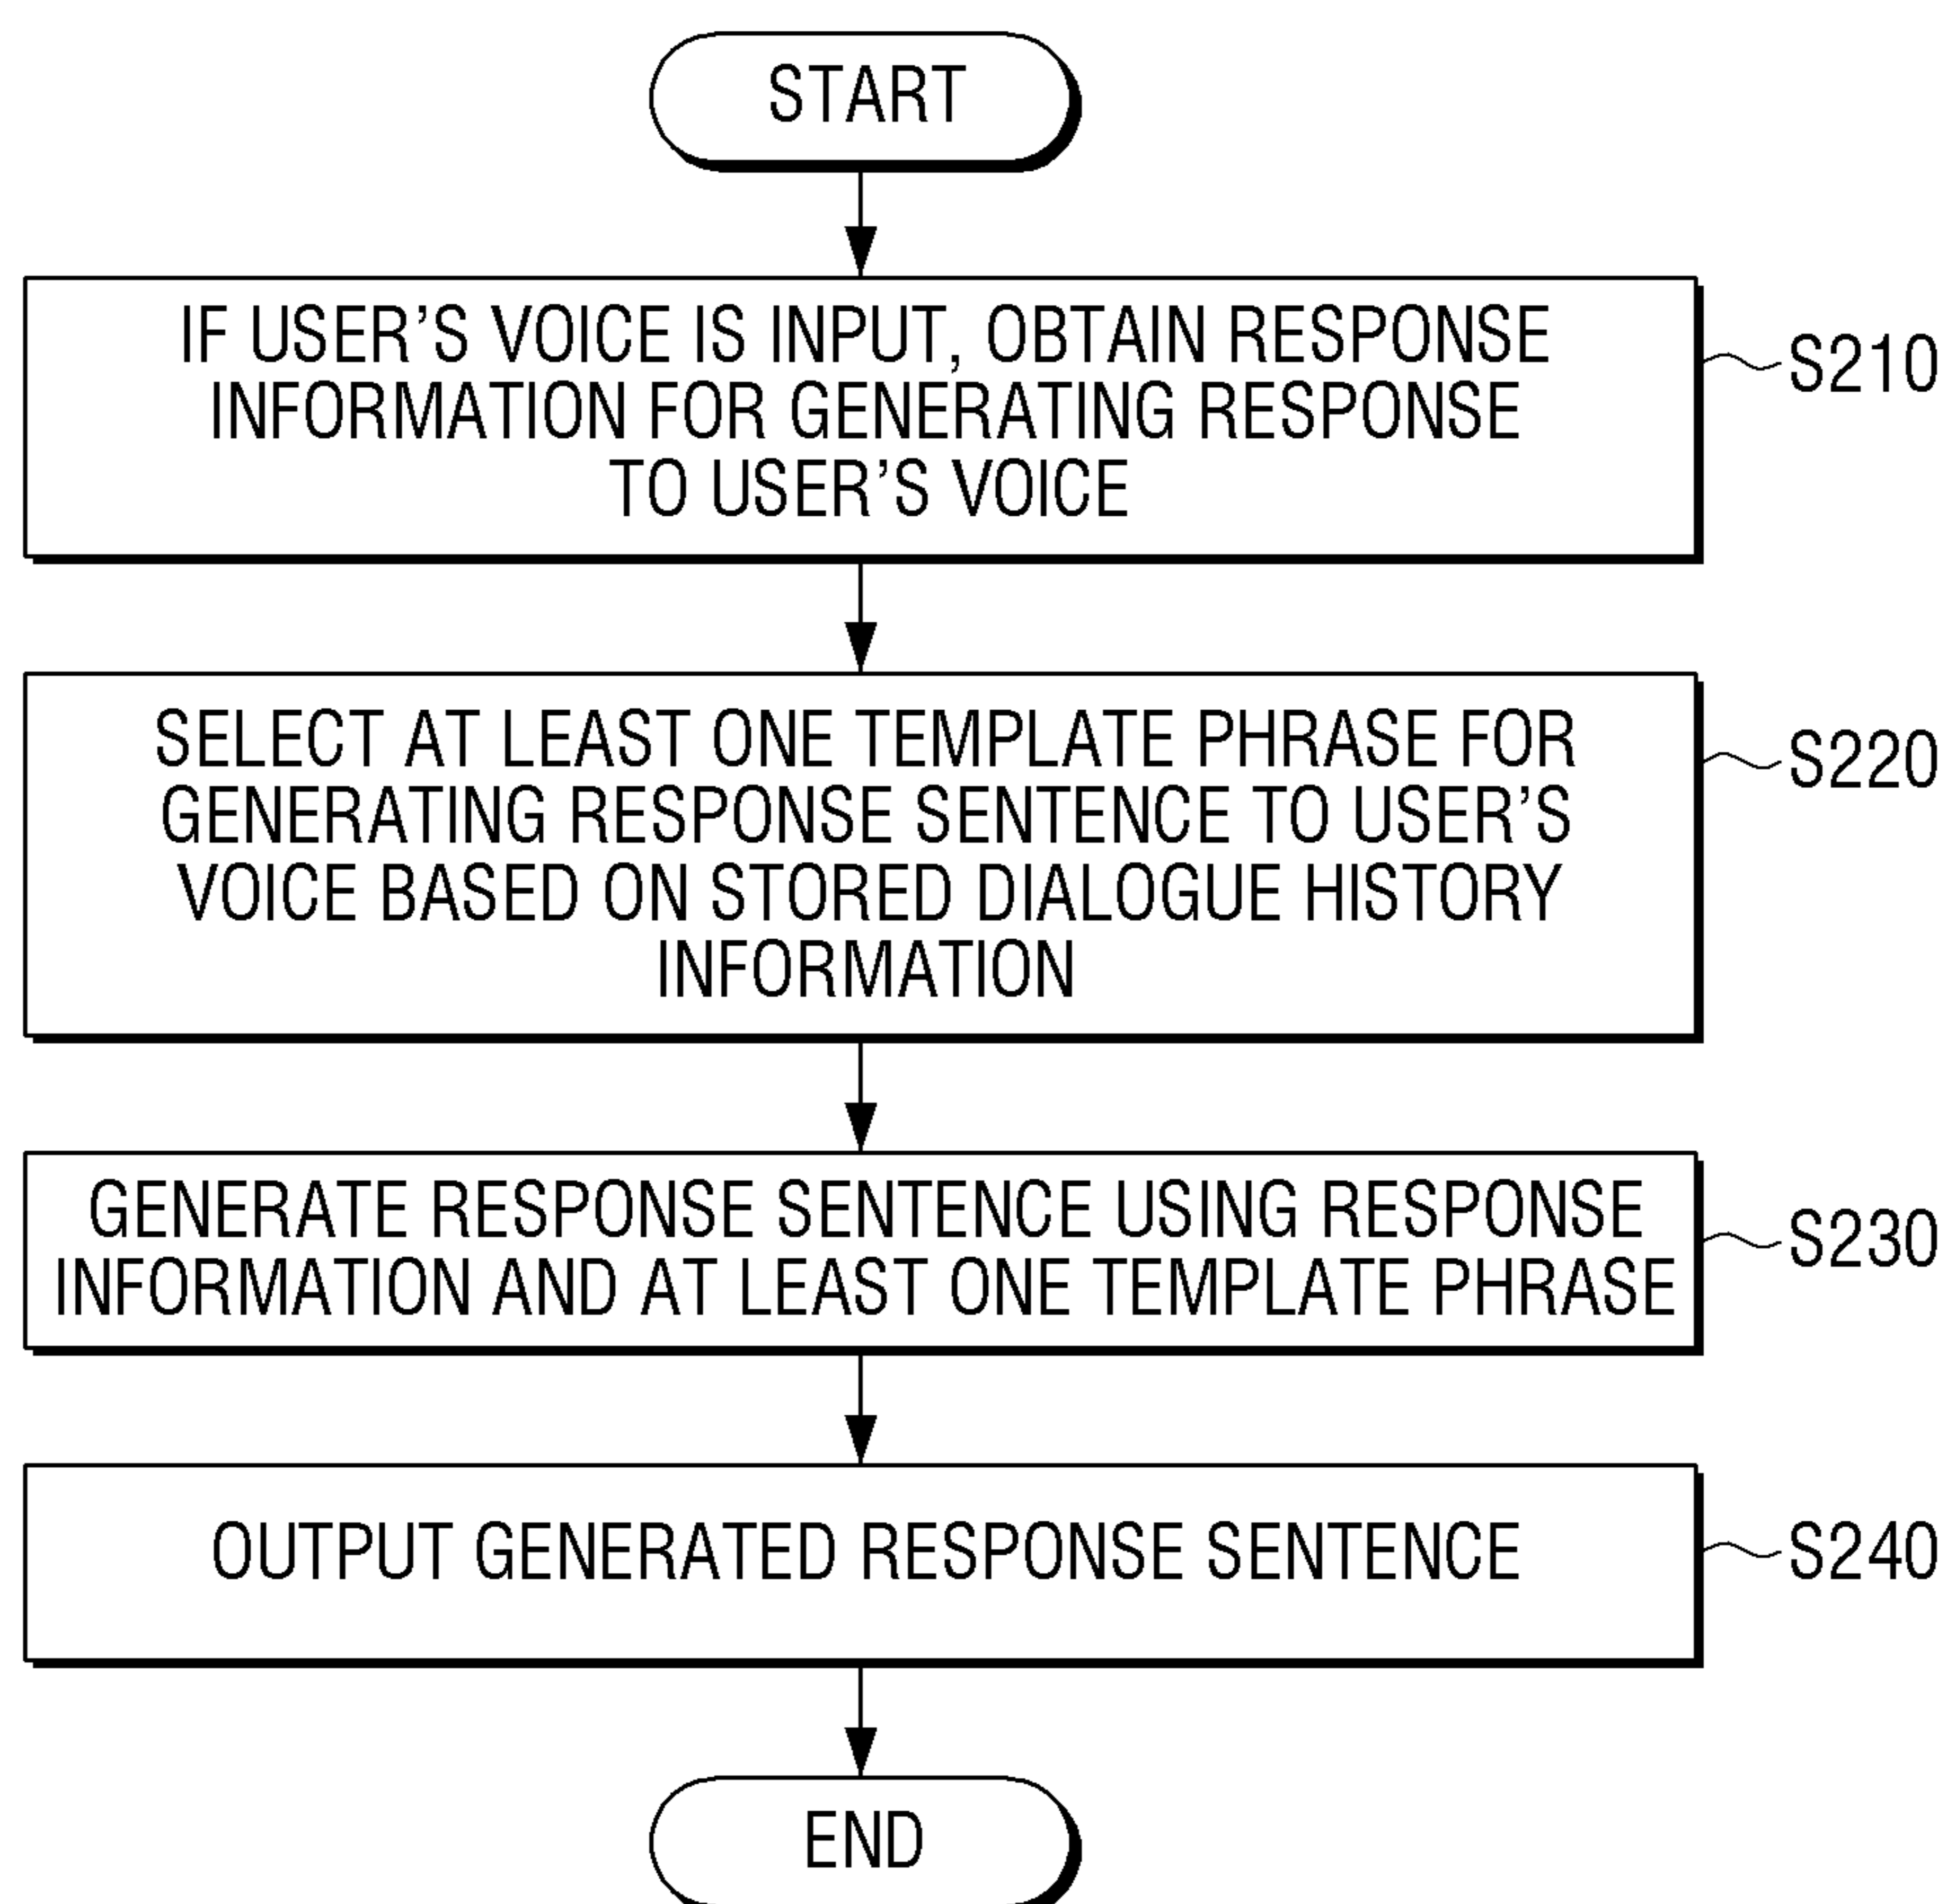 START
IF USER’S VOICE IS INPUT, OBTAIN RESPONSE
INFORMATION FOR GENERATING RESPONSE
TO USER’S VOICE
S210
SELECT AT LEAST ONE TEMPLATE PHRASE FOR
GENERATING RESPONSE SENTENCE TO USER’S
VOICE BASED ON STORED DIALOGUE HISTORY
INFORMATION
S220
GENERATE RESPONSE SENTENCE USING RESPONSE
INFORMATION AND AT LEAST ONE TEMPLATE PHRASE
S230
OUTPUT GENERATED RESPONSE SENTENCE
S240
END